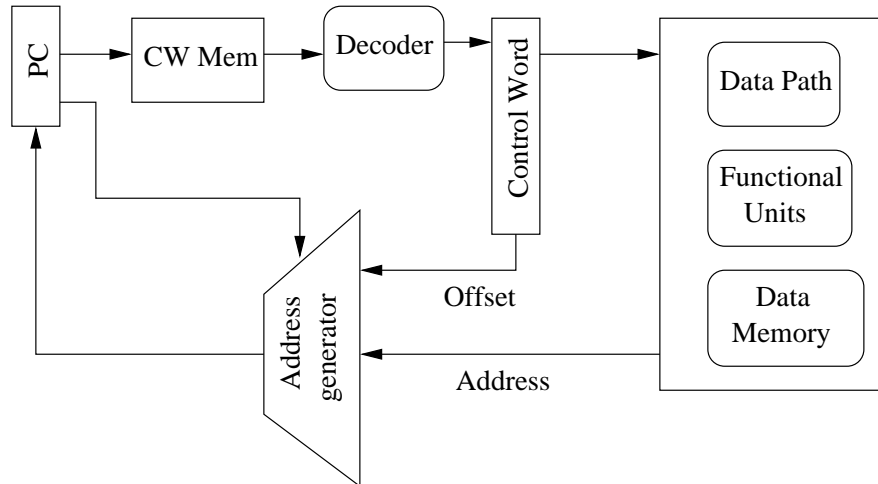 PC
CW Mem
Decoder
Control Word
Data Path
Functional
Units
Data
Memory
Offset
Address
generator
Address